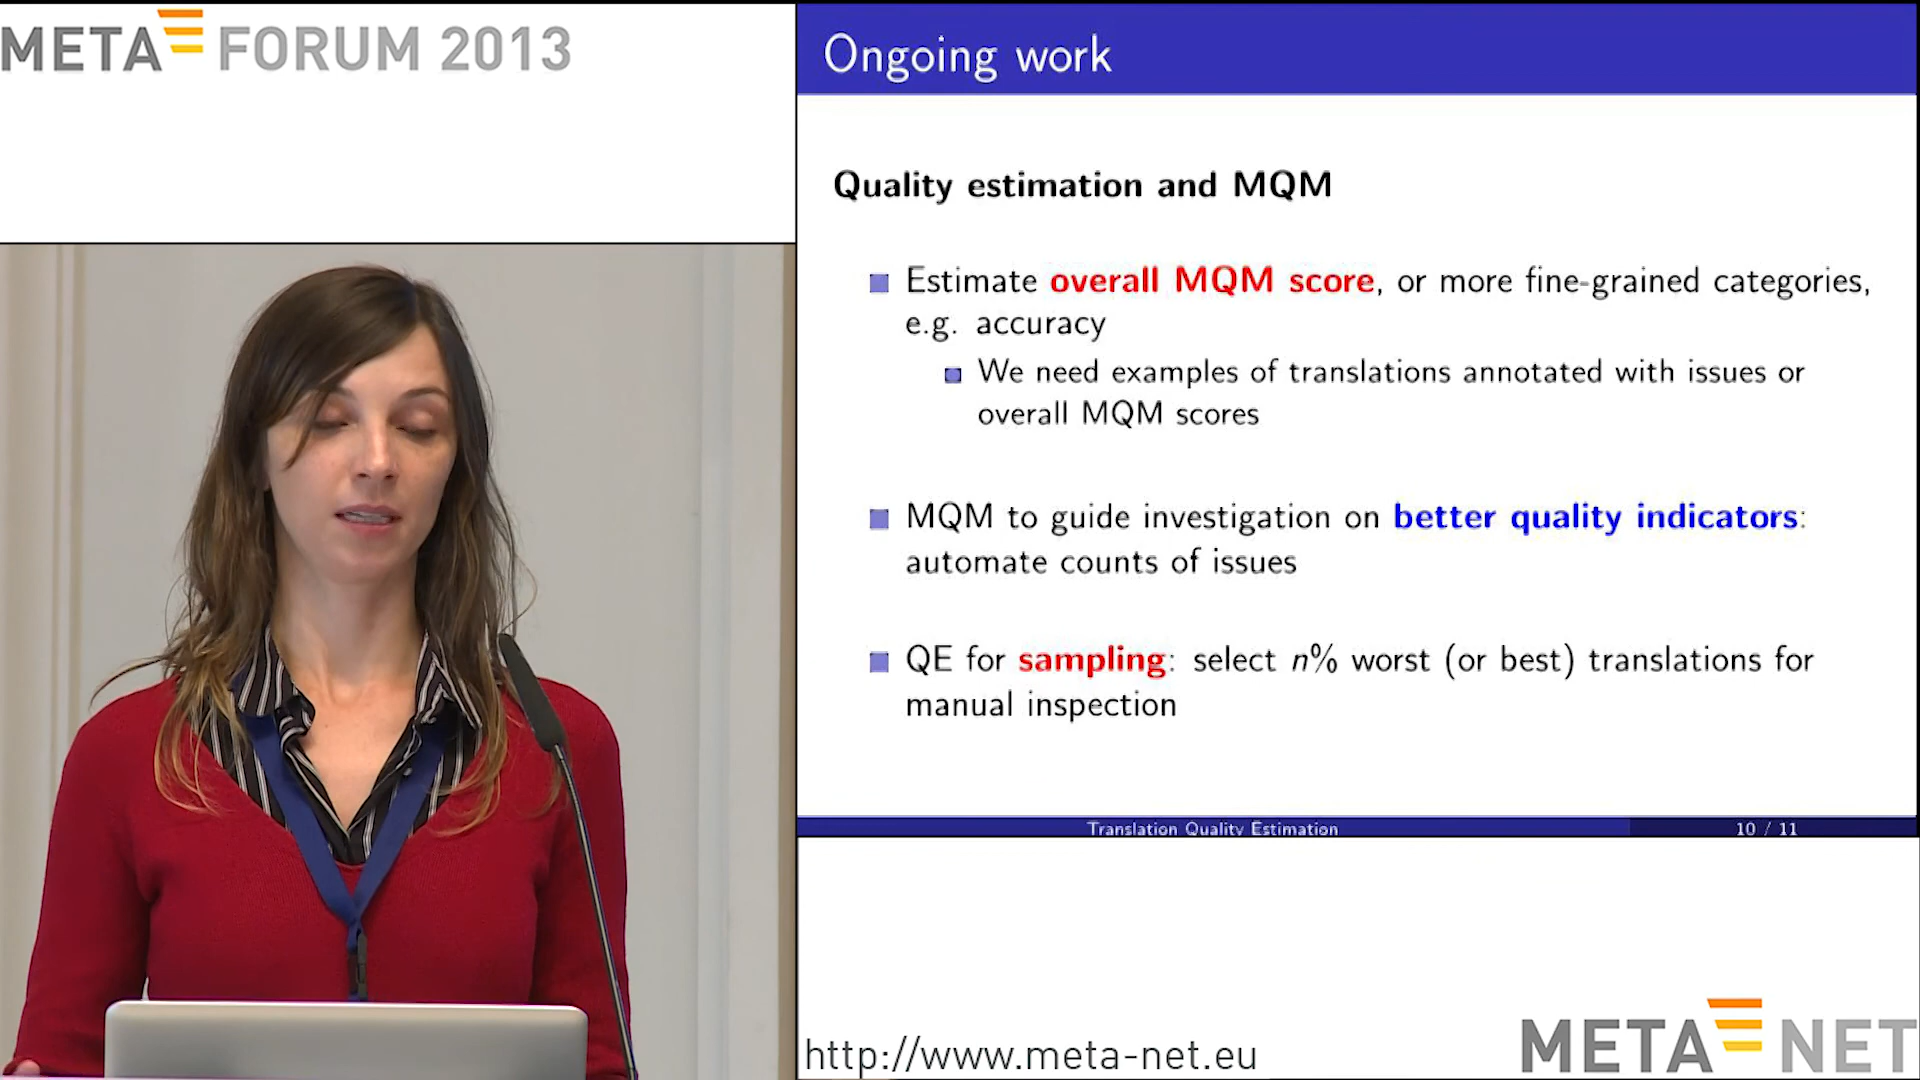 META FORUM 2013
Ongoing work
Quality estimation and MQM
Estimate overall MQM score, or more fine-grained categories,
e.g. accuracy
We need examples of translations annotated with issues or
overall MQM scores
MQM to guide investigation on better quality indicators:
automate counts of issues
QE for sampling: select n% worst (or best) translations for
manual inspection
Translation Quality Estimation
10 / 11
http://www.meta-net.eu
META NET